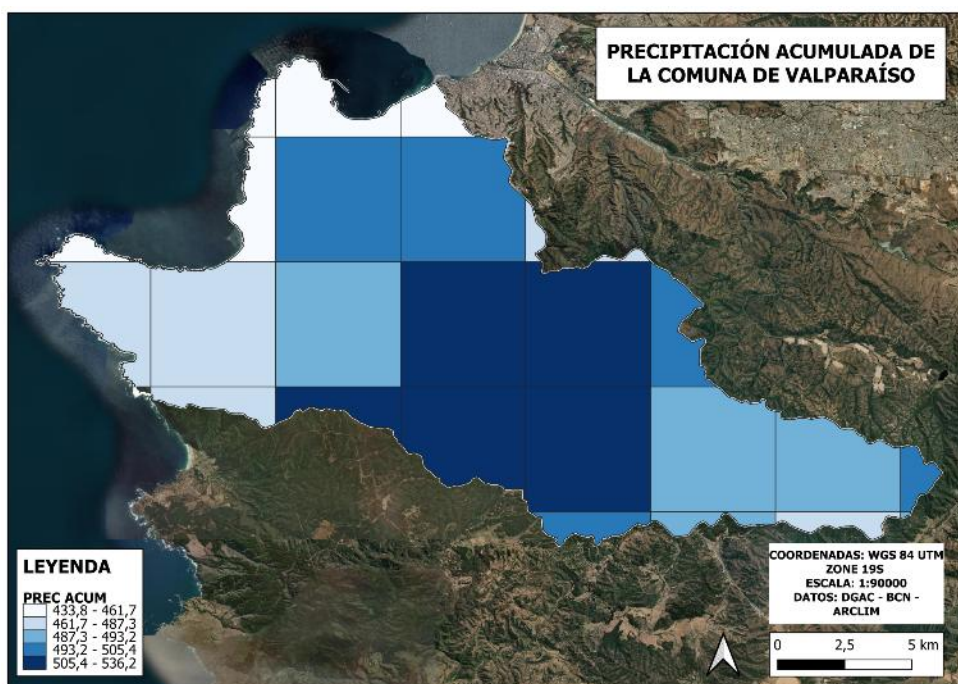 PRECIPITACIÓN ACUMULADA DE
LA COMUNA DE VALPARAÍSO
LEYENDA
PREC ACUM
433,8 - 461,7
461,7 - 487,3
487,3 - 493,2
493,2 - 505,4
505,4 - 536,2
COORDENADAS: WGS 84 UTM
ZONE 19S
ESCALA: 1:90000
DATOS: DGAC - BCN -
ARCLIM
0 2,5 5 km